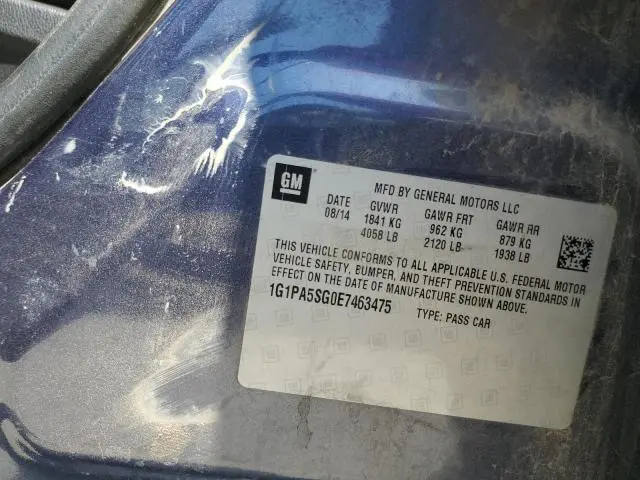 GM
MFD BY GENERAL MOTORS LLC
DATE GVWR GAWR FRT GAWR RR
08/14 1841 KG 962 KG 879 KG
4058 LB 2120 LB 1938 LB
THIS VEHICLE CONFORMS TO ALL APPLICABLE U.S. FEDERAL MOTOR
VEHICLE SAFETY, BUMPER, AND THEFT PREVENTION STANDARDS IN
EFFECT ON THE DATE OF MANUFACTURE SHOWN ABOVE.
1G1PA5SG0E7463475 TYPE: PASS CAR